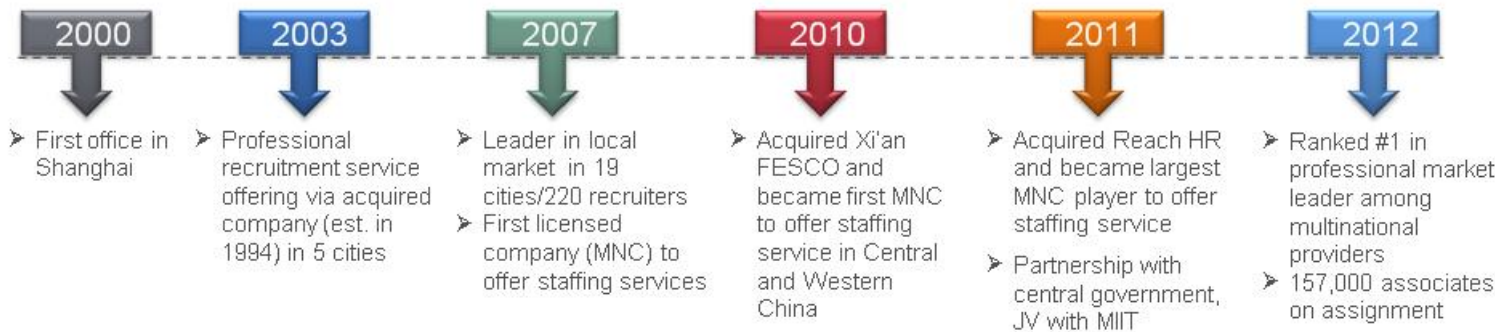 2000
➢ First office in
Shanghai
2003
➢ Professional
recruitment service
offering via acquired
company (est. in
1994) in 5 cities
2007
➢ Leader in local
market in 19
cities/220 recruiters
➢ First licensed
company (MNC) to
offer staffing services
2010
➢ Acquired Xi'an
FESCO and
became first MNC
to offer staffing
service in Central
and Western
China
2011
➢ Acquired Reach HR
and became largest
MNC player to offer
staffing service
➢ Partnership with
central government,
JV with MIIT
2012
➢ Ranked #1 in
professional market
leader among
multinational
providers
➢ 157,000 associates
on assignment